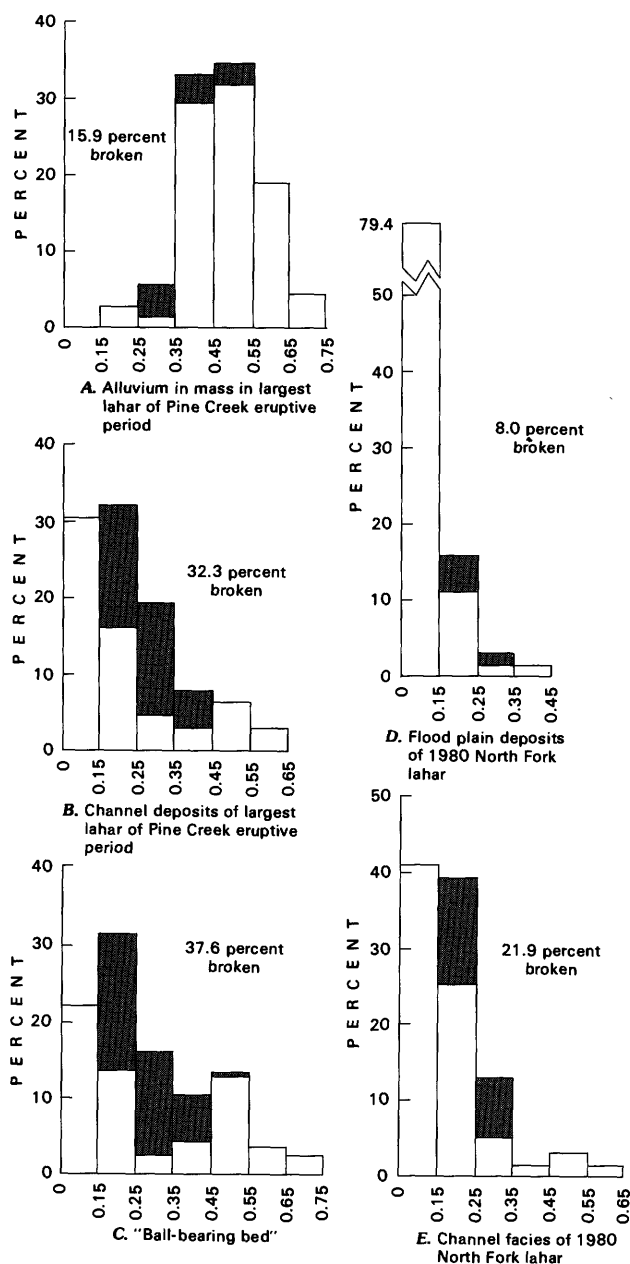 40
30
20
10
0
PERCENT
15.9 percent
broken
0
0.15
0.25
0.35
0.45
0.55
0.65
0.75
A. Alluvium in mass in largest
lahar of Pine Creek eruptive
period
40
30
20
10
0
PERCENT
32.3 percent
broken
0
0.15
0.25
0.35
0.45
0.55
0.65
B. Channel deposits of largest
lahar of Pine Creek eruptive
period
40
30
20
10
0
PERCENT
37.6 percent
broken
0
0.15
0.25
0.35
0.45
0.55
0.65
0.75
C. "Ball-bearing bed"
79.4
50
40
30
20
10
0
PERCENT
8.0 percent
broken
0
0.15
0.25
0.35
0.45
D. Flood plain deposits
of 1980 North Fork
lahar
50
40
30
20
10
0
PERCENT
21.9 percent
broken
0
0.15
0.25
0.35
0.45
0.55
0.65
E. Channel facies of 1980
North Fork lahar